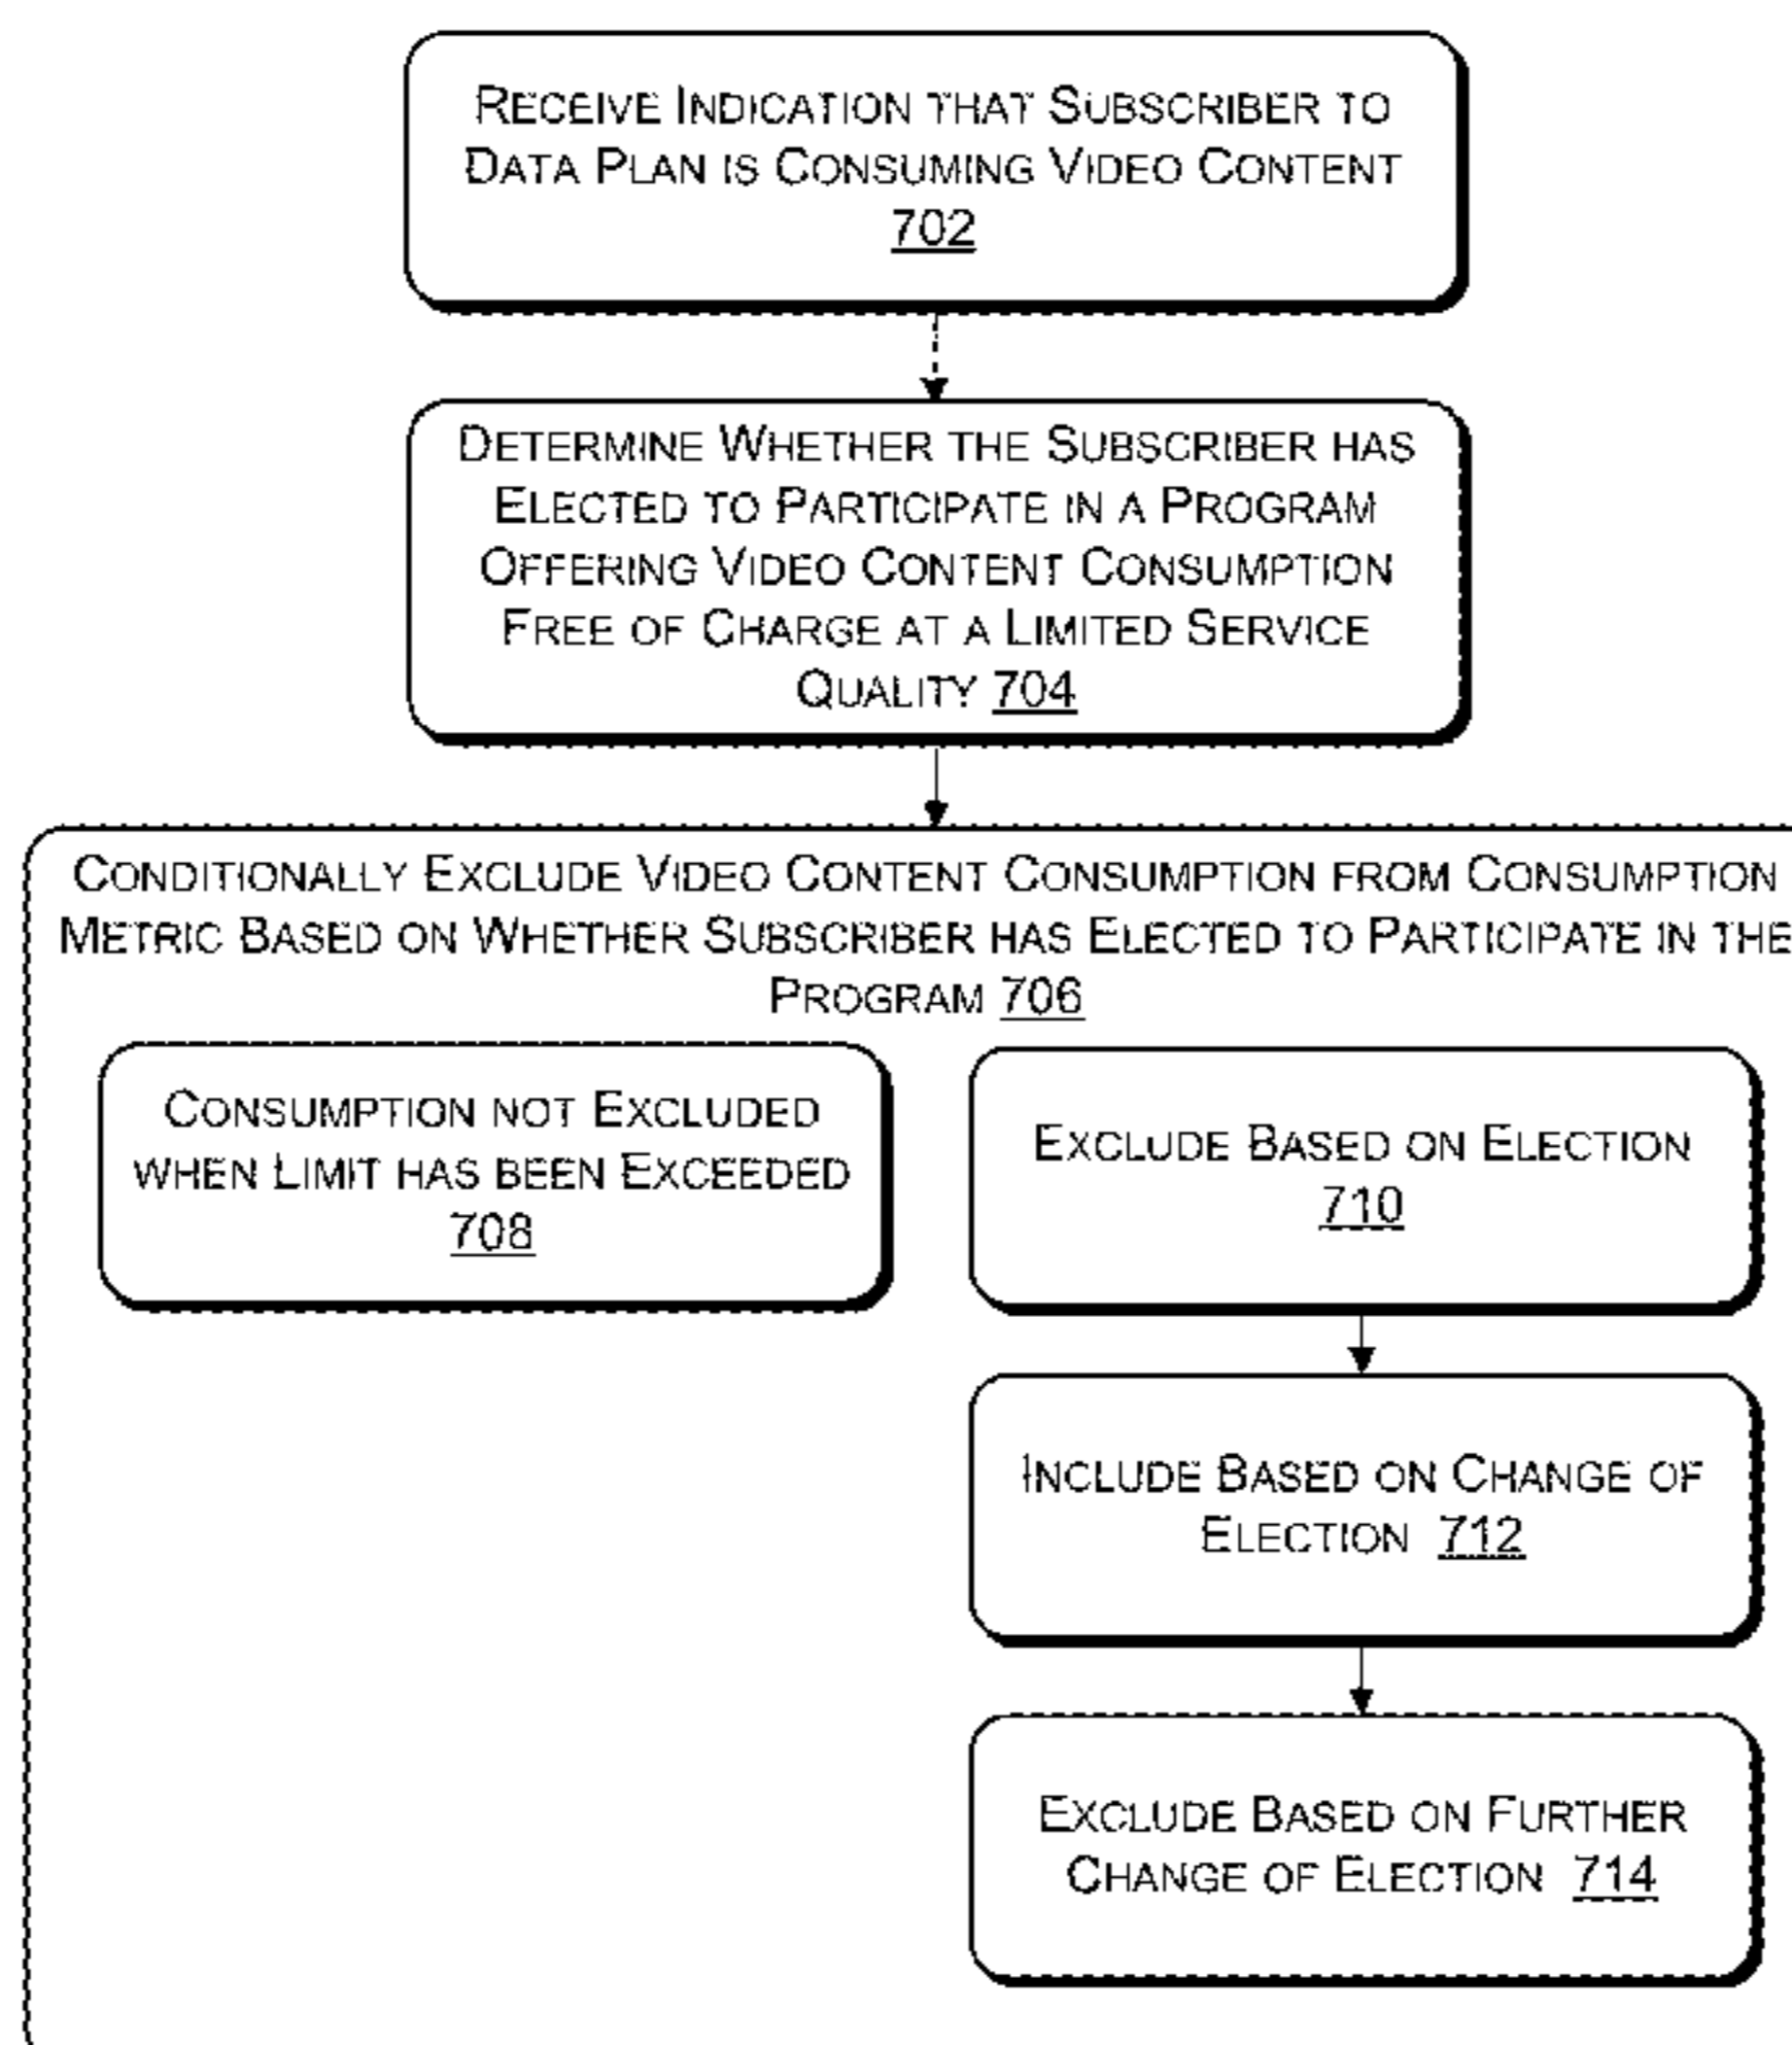 RECEIVE INDICATION THAT SUBSCRIBER TO
DATA PLAN IS CONSUMING VIDEO CONTENT
702
DETERMINE WHETHER THE SUBSCRIBER HAS
ELECTED TO PARTICIPATE IN A PROGRAM
OFFERING VIDEO CONTENT CONSUMPTION
FREE OF CHARGE AT A LIMITED SERVICE
QUALITY 704
CONDITIONALLY EXCLUDE VIDEO CONTENT CONSUMPTION FROM CONSUMPTION
METRIC BASED ON WHETHER SUBSCRIBER HAS ELECTED TO PARTICIPATE IN THE
PROGRAM 706
CONSUMPTION NOT EXCLUDED
WHEN LIMIT HAS BEEN EXCEEDED
708
EXCLUDE BASED ON ELECTION
710
INCLUDE BASED ON CHANGE OF
ELECTION 712
EXCLUDE BASED ON FURTHER
CHANGE OF ELECTION 714